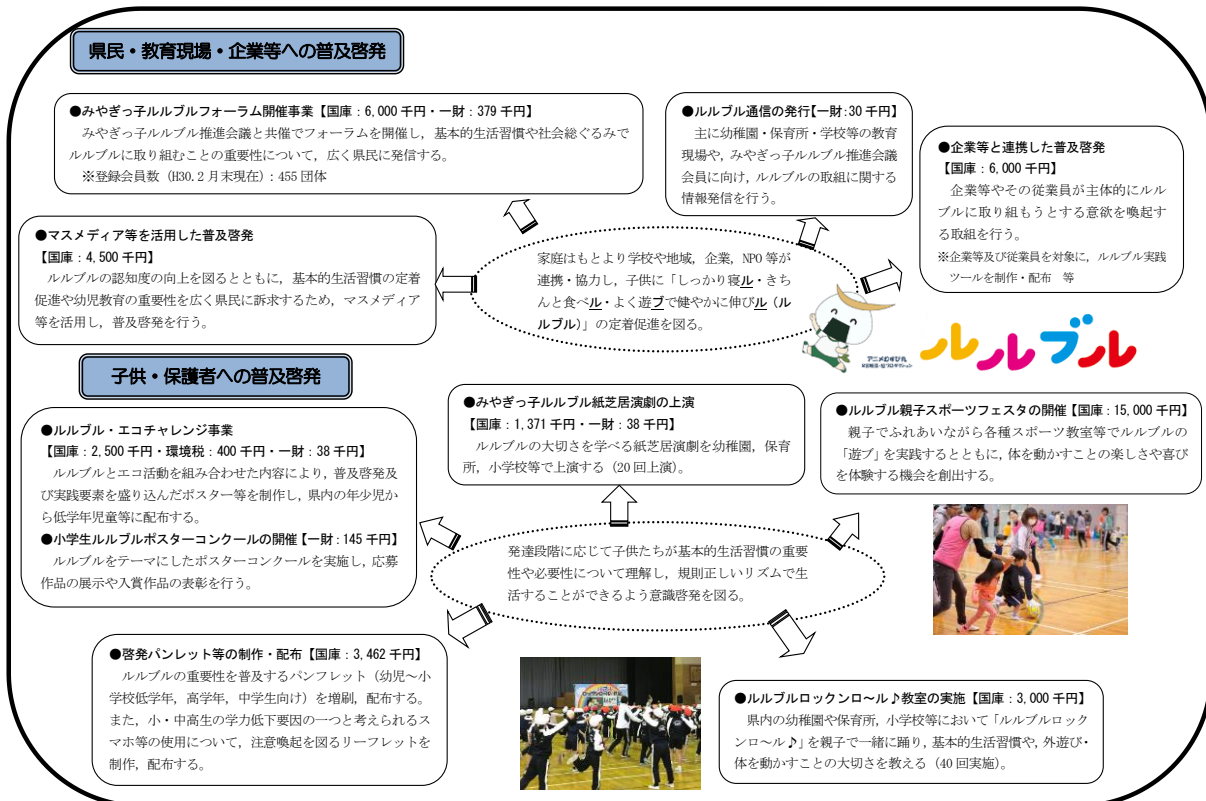 県民・教育現場・企業等への普及啓発
●みやぎっ子ルルブルフォーラム開催事業【国庫：6,000 千円・一財：379 千円】
みやぎっ子ルルブル推進会議と共催でフォーラムを開催し，基本的生活習慣や社会総ぐるみで
ルルブルに取り組むことの重要性について，広く県民に発信する。
※登録会員数（H30.2 月末現在）：455 団体
●ルルブル通信の発行【一財：30 千円】
主に幼稚園・保育所・学校等の教育
現場や，みやぎっ子ルルブル推進会議
会員に向け，ルルブルの取組に関する
情報発信を行う。
●企業等と連携した普及啓発
【国庫：6,000 千円】
企業等やその従業員が主体的にルル
ブルに取り組もうとする意欲を喚起す
る取組を行う。
※企業等及び従業員を対象に，ルルブル実践
ツールを制作・配布　等
●マスメディア等を活用した普及啓発
【国庫：4,500 千円】
ルルブルの認知度の向上を図るとともに，基本的生活習慣の定着
促進や幼児教育の重要性を広く県民に訴求するため，マスメディア
等を活用し，普及啓発を行う。
家庭はもとより学校や地域，企業，NPO 等が
連携・協力し，子供に「しっかり寝ル・きち
んと食べル・よく遊ブで健やかに伸びル（ル
ルブル）」の定着促進を図る。
アニメむすび丸
ルルブル
子供・保護者への普及啓発
●ルルブル・エコチャレンジ事業
【国庫：2,500 千円・環境税：400 千円・一財：38 千円】
ルルブルとエコ活動を組み合わせた内容により，普及啓発及
び実践要素を盛り込んだポスター等を制作し，県内の年少児か
ら低学年児童等に配布する。
●小学生ルルブルポスターコンクールの開催【一財：145 千円】
ルルブルをテーマにしたポスターコンクールを実施し，応募
作品の展示や入賞作品の表彰を行う。
●みやぎっ子ルルブル紙芝居演劇の上演
【国庫：1,371 千円・一財：38 千円】
ルルブルの大切さを学べる紙芝居演劇を幼稚園，保育
所，小学校等で上演する（20 回上演）。
●ルルブル親子スポーツフェスタの開催【国庫：15,000 千円】
親子でふれあいながら各種スポーツ教室等でルルブルの
「遊ブ」を実践するとともに，体を動かすことの楽しさや喜び
を体験する機会を創出する。
発達段階に応じて子供たちが基本的生活習慣の重要
性や必要性について理解し，規則正しいリズムで生
活することができるよう意識啓発を図る。
●啓発パンレット等の制作・配布【国庫：3,462 千円】
ルルブルの重要性を普及するパンフレット（幼児～小
学校低学年，高学年，中学生向け）を増刷，配布する。
また，小・中高生の学力低下要因の一つと考えられるス
マホ等の使用について，注意喚起を図るリーフレットを
制作，配布する。
●ルルブルロックンロ～ル♪教室の実施【国庫：3,000 千円】
県内の幼稚園や保育所，小学校等において「ルルブルロック
ンロ～ル♪」を親子で一緒に踊り，基本的生活習慣や，外遊び・
体を動かすことの大切さを教える（40 回実施）。